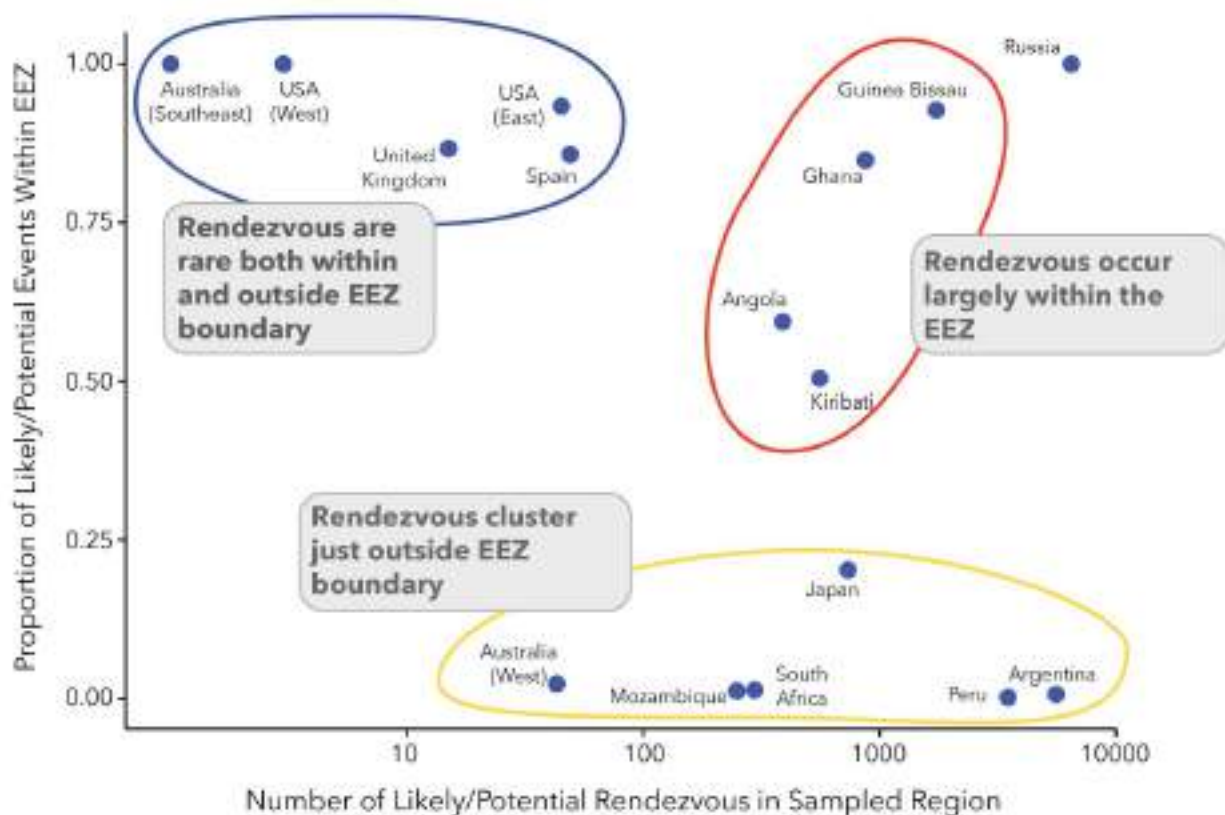 Proportion of Likely/Potential Events Within EEZ
1.00
0.75
0.50
0.25
0.00
Australia
(Southeast)
USA
(West)
USA
(East)
United
Kingdom
Spain
Russia
Guinea Bissau
Ghana
Rendezvous are
rare both within
and outside EEZ
boundary
Rendezvous occur
largely within the
EEZ
Angola
Kiribati
Rendezvous cluster
just outside EEZ
boundary
Japan
Australia
(West)
Mozambique
South
Africa
Peru
Argentina
10
100
1000
10000
Number of Likely/Potential Rendezvous in Sampled Region